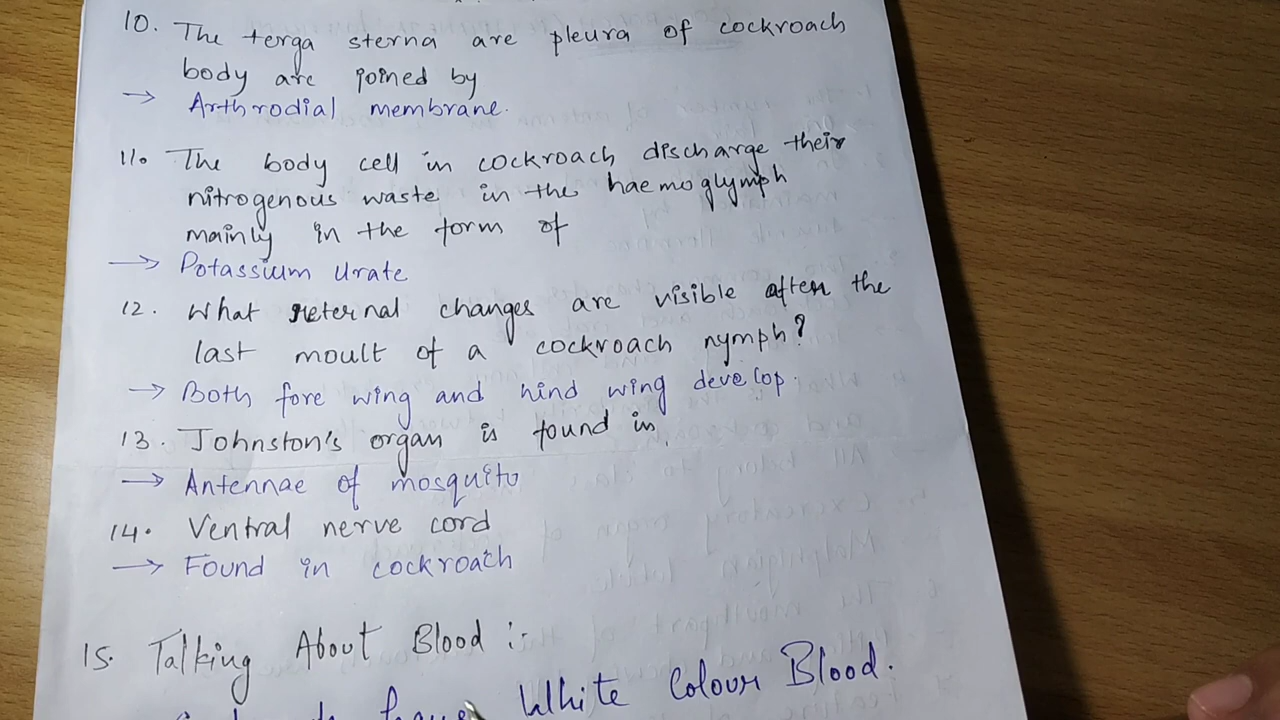 10. The terga sterna are pleura of cockroach
body are joined by
→ Arthrodial membrane.
11. The body cell in cockroach discharge their
nitrogenous waste in the haemoglymph
mainly in the form of
→ Potassium Urate
12. What external changes are visible after the
last moult of a cockroach nymph?
→ Both fore wing and hind wing develop.
13. Johnston's organ is found in.
→ Antennae of mosquito
14. Ventral nerve cord
→ Found in cockroach
15. Talking About Blood :
have White Colour Blood.